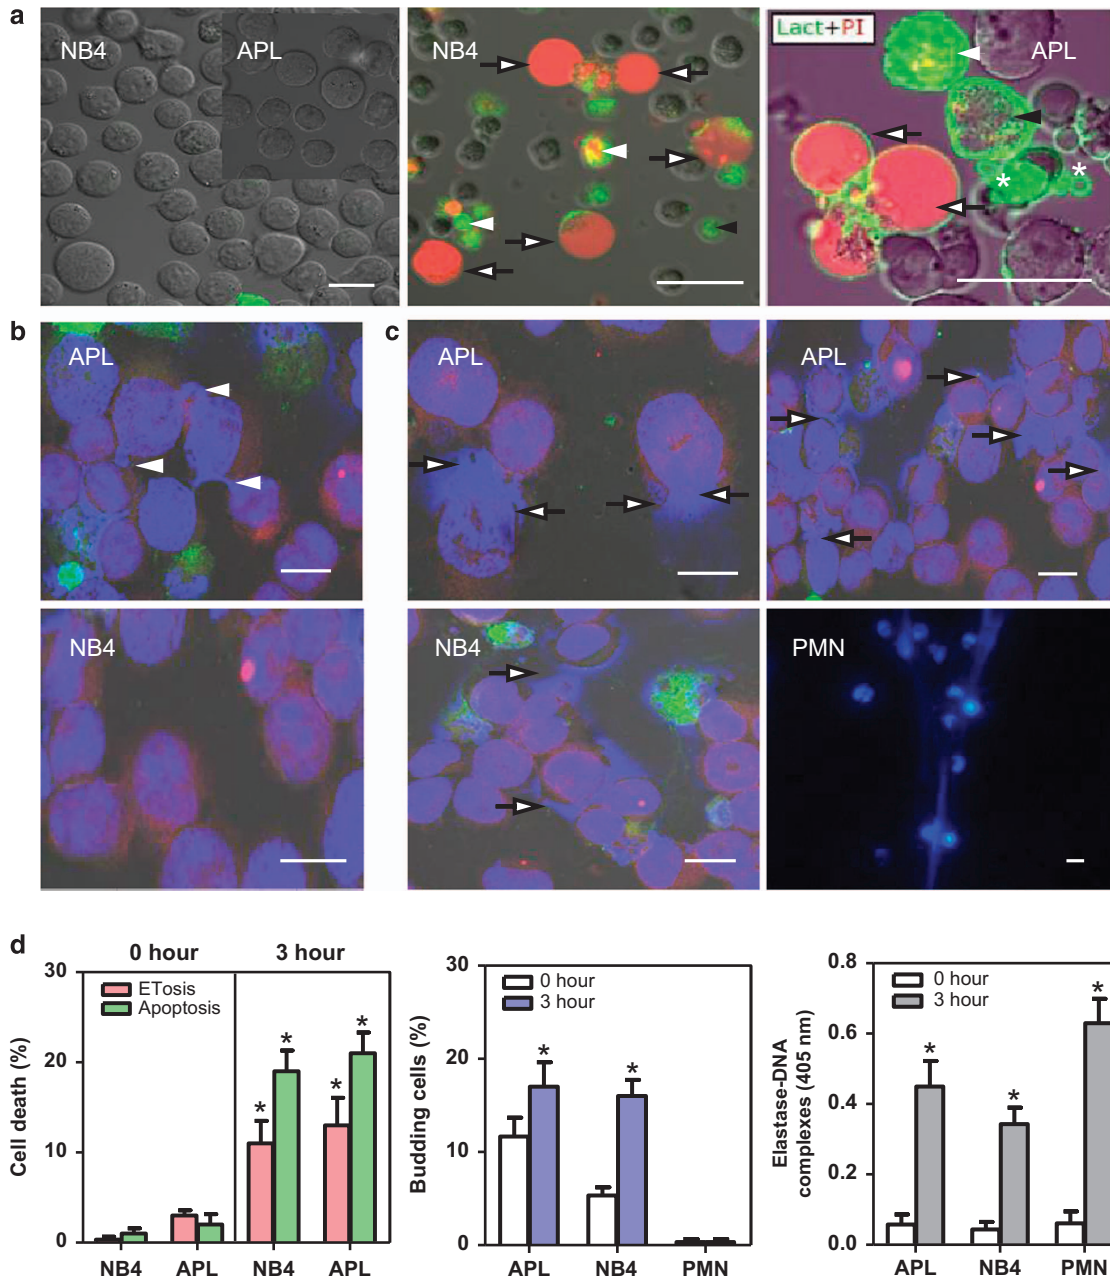 a
NB4
APL
NB4
Lact+PI
APL
*
*
b
APL
c
APL
APL
NB4
NB4
PMN
d
0 hour
3 hour
Cell death (%)
30
20
10
0
ETosis
Apoptosis
*
*
*
*
NB4
APL
NB4
APL
Budding cells (%)
30
20
10
0
0 hour
3 hour
*
*
APL
NB4
PMN
Elastase-DNA
complexes (405 nm)
0.8
0.6
0.4
0.2
0.0
0 hour
3 hour
*
*
*
APL
NB4
PMN